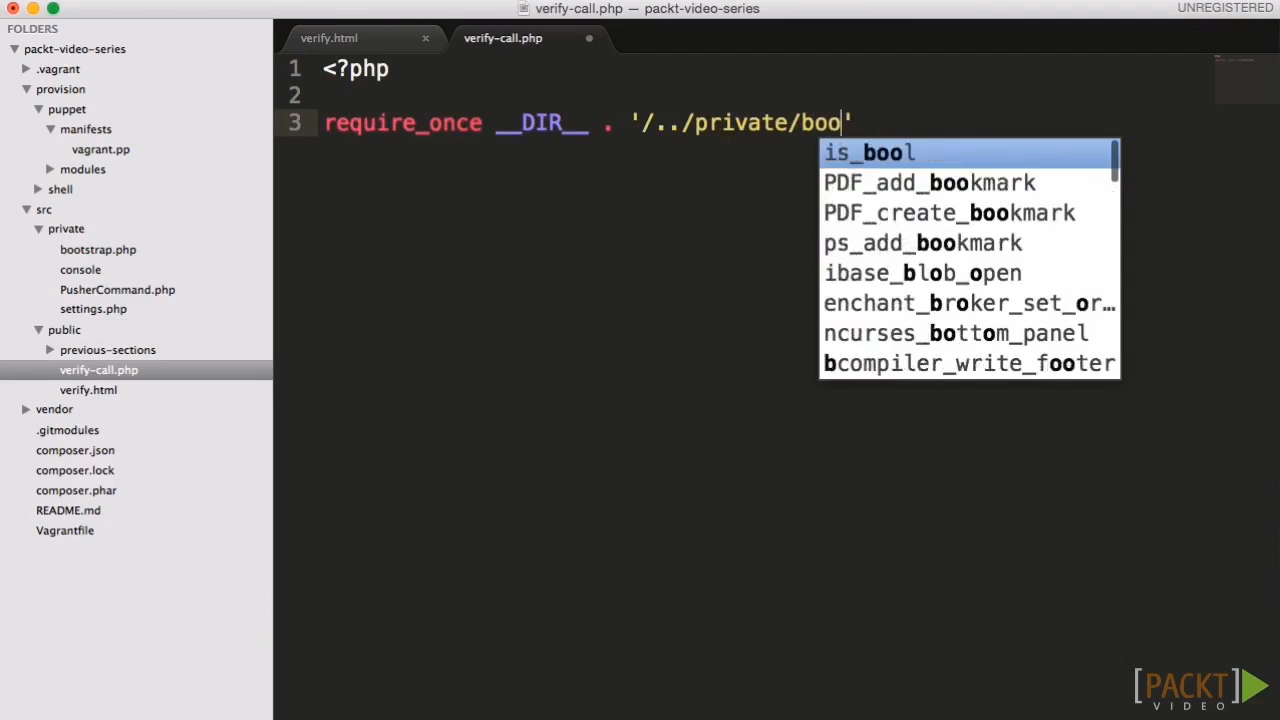 verify-call.php — packt-video-series
UNREGISTERED
FOLDERS
packt-video-series
.vagrant
provision
puppet
manifests
vagrant.pp
modules
shell
src
private
bootstrap.php
console
PusherCommand.php
settings.php
public
previous-sections
verify-call.php
verify.html
vendor
.gitmodules
composer.json
composer.lock
composer.phar
README.md
Vagrantfile
verify.html
verify-call.php
1 <?php
2
3 require_once __DIR__ . '/../private/boo'
is_bool
PDF_add_bookmark
PDF_create_bookmark
ps_add_bookmark
ibase_blob_open
enchant_broker_set_or…
ncurses_bottom_panel
bcompiler_write_footer
[PACKT]
VIDEO